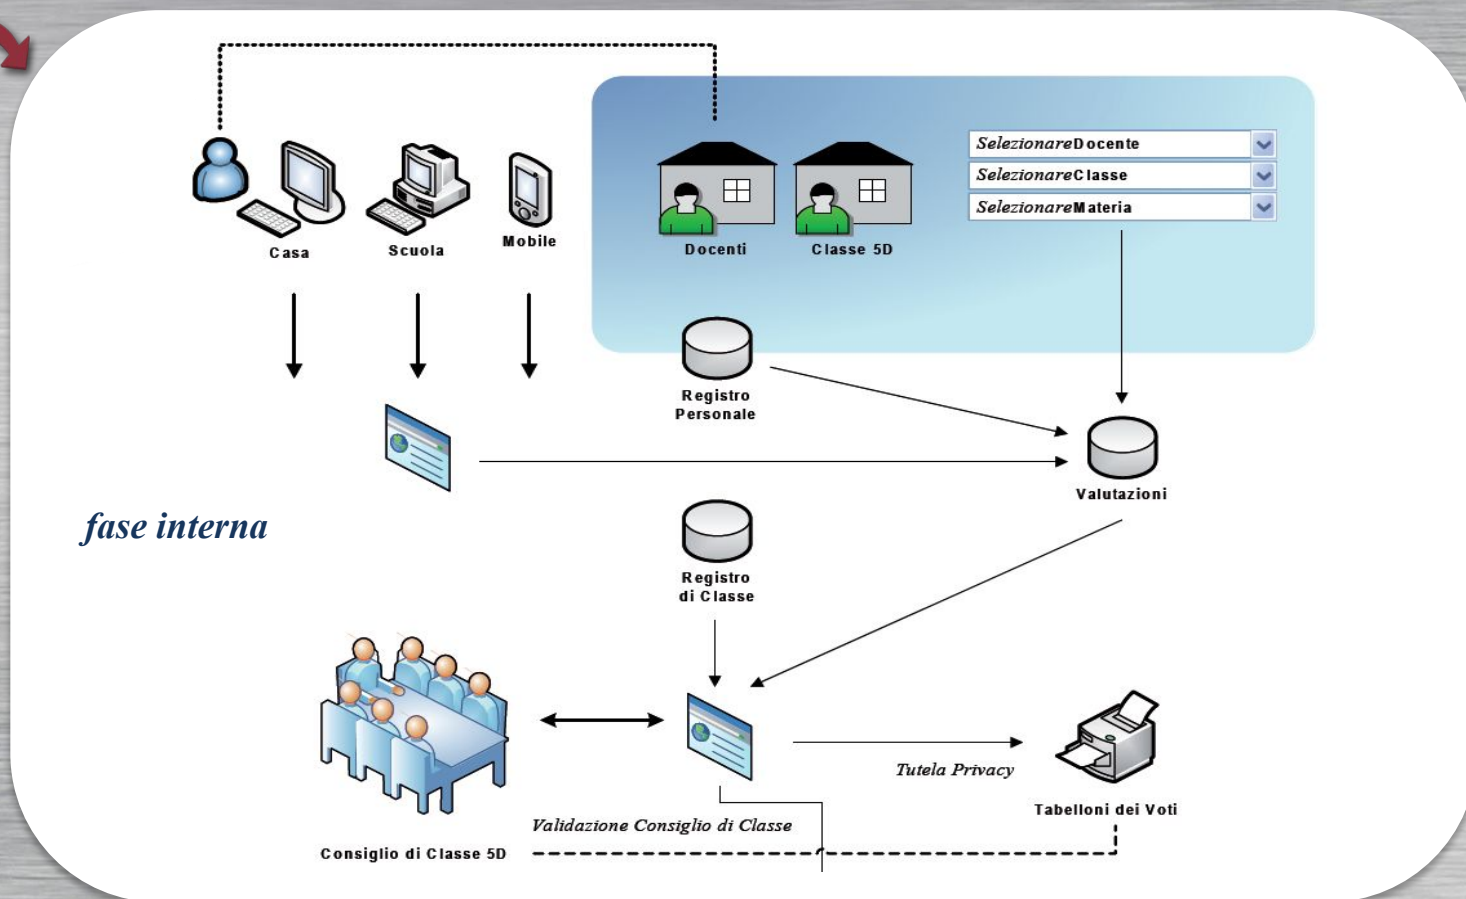 SelezionareDocente
SelezionareClasse
SelezionareMateria
Casa
Scuola
Mobile
Docenti
Classe 5D
Registro
Personale
Valutazioni
fase interna
Registro
di Classe
Tutela Privacy
Tabelloni dei Voti
Validazione Consiglio di Classe
Consiglio di Classe 5D